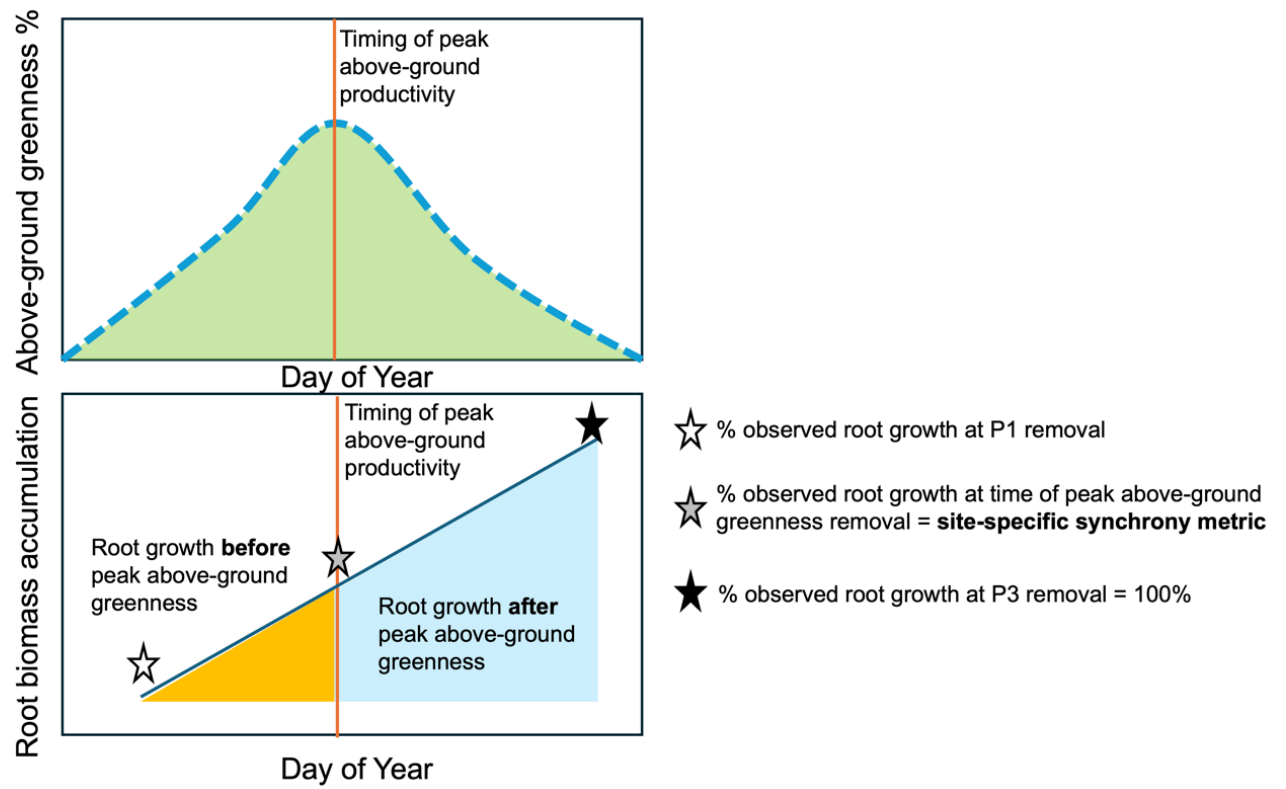 Above-ground greenness %
Timing of peak
above-ground
productivity
Day of Year
Root biomass accumulation
Timing of peak
above-ground
productivity
Root growth before
peak above-ground
greenness
Root growth after
peak above-ground
greenness
Day of Year
% observed root growth at P1 removal
% observed root growth at time of peak above-ground
greenness removal = site-specific synchrony metric
% observed root growth at P3 removal = 100%